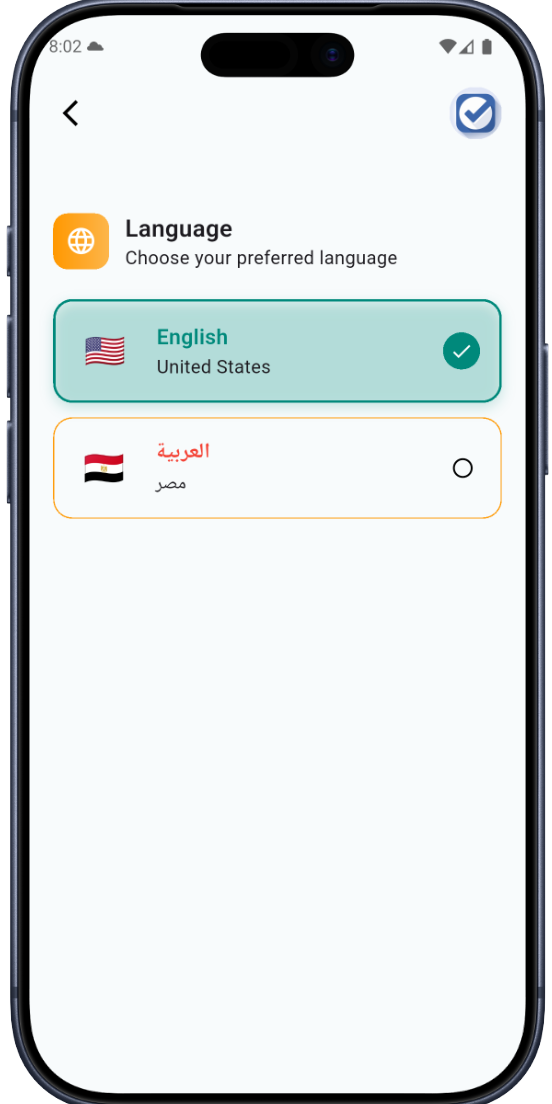 8:02
Language
Choose your preferred language
English
United States
العربية
مصر